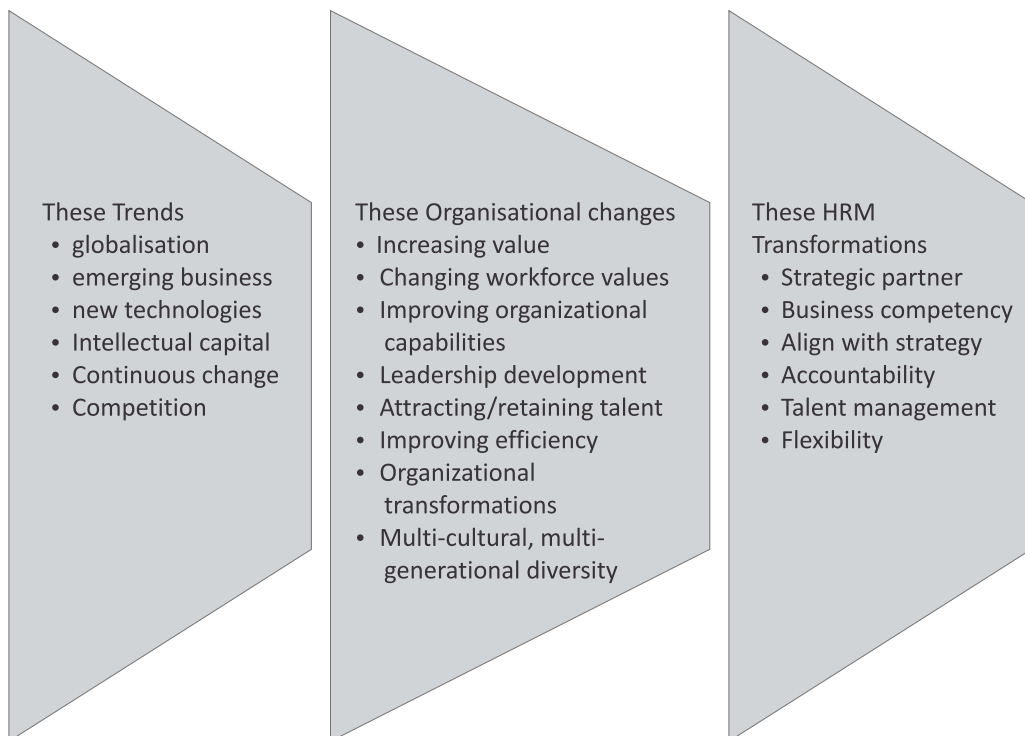 These Trends
• globalisation
• emerging business
• new technologies
• Intellectual capital
• Continuous change
• Competition
These Organisational changes
• Increasing value
• Changing workforce values
• Improving organizational
capabilities
• Leadership development
• Attracting/retaining talent
• Improving efficiency
• Organizational
transformations
• Multi-cultural, multi-
generational diversity
These HRM
Transformations
• Strategic partner
• Business competency
• Align with strategy
• Accountability
• Talent management
• Flexibility